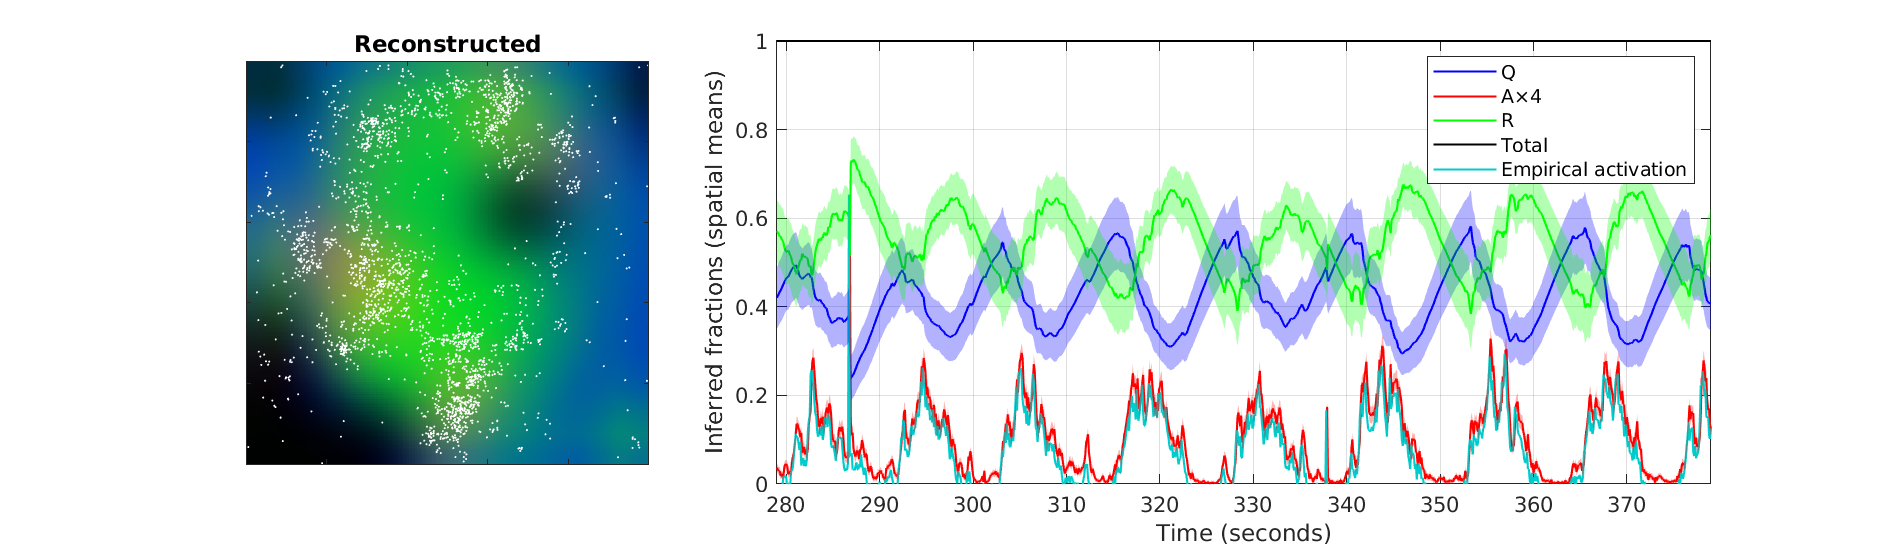 Reconstructed
Inferred fractions (spatial means)
1
0.8
0.6
0.4
0.2
0
Q
A×4
R
Total
Empirical activation
280 290 300 310 320 330 340 350 360 370
Time (seconds)